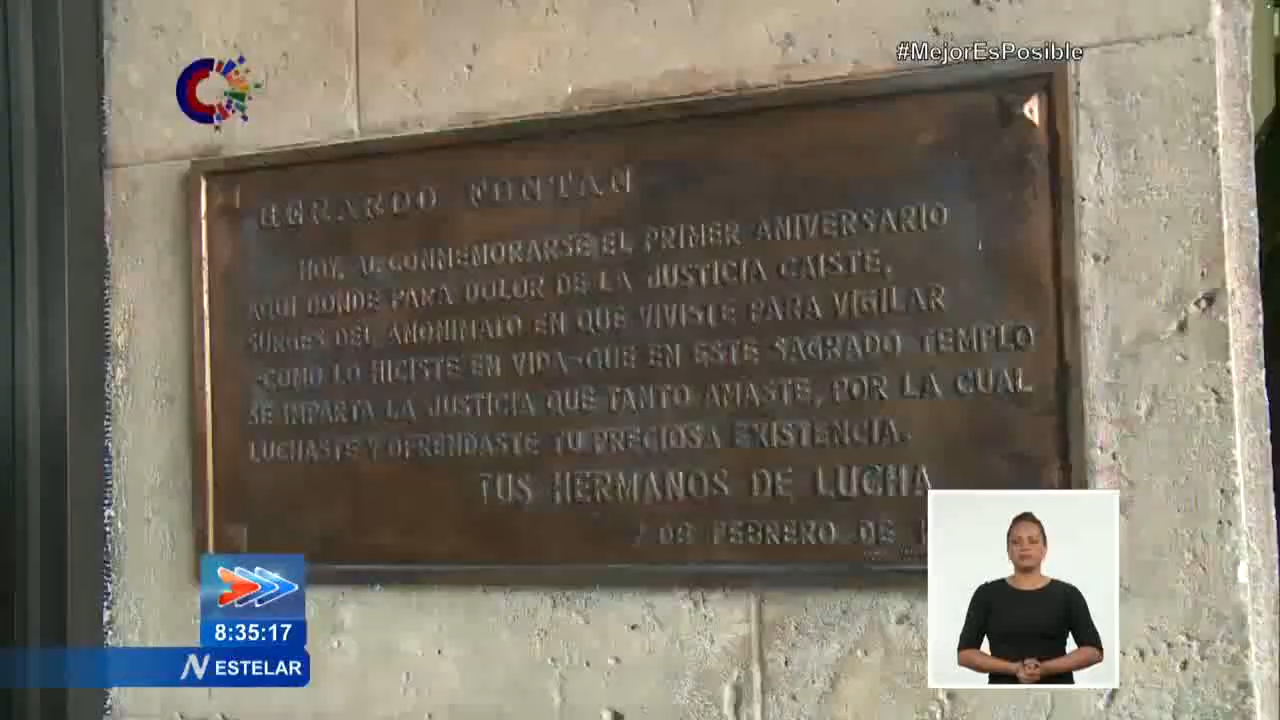 #MejorEsPosible
FONTAN
HOY, AL CONMEMORARSE EL PRIMER ANIVERSARIO
AQUI DONDE PARA DOLOR DE LA JUSTICIA CAISTE,
SURGES DEL ANONIMATO EN QUE VIVISTE PARA VIGILAR
-COMO LO HICISTE EN VIDA-QUE EN ESTE SAGRADO TEMPLO
SE IMPARTA LA JUSTICIA QUE TANTO AMASTE, POR LA CUAL
LUCHASTE Y OFRENDASTE TU PRECIOSA EXISTENCIA.
TUS HERMANOS DE LUCHA
DE FEBRERO DE
8:35:17
N ESTELAR